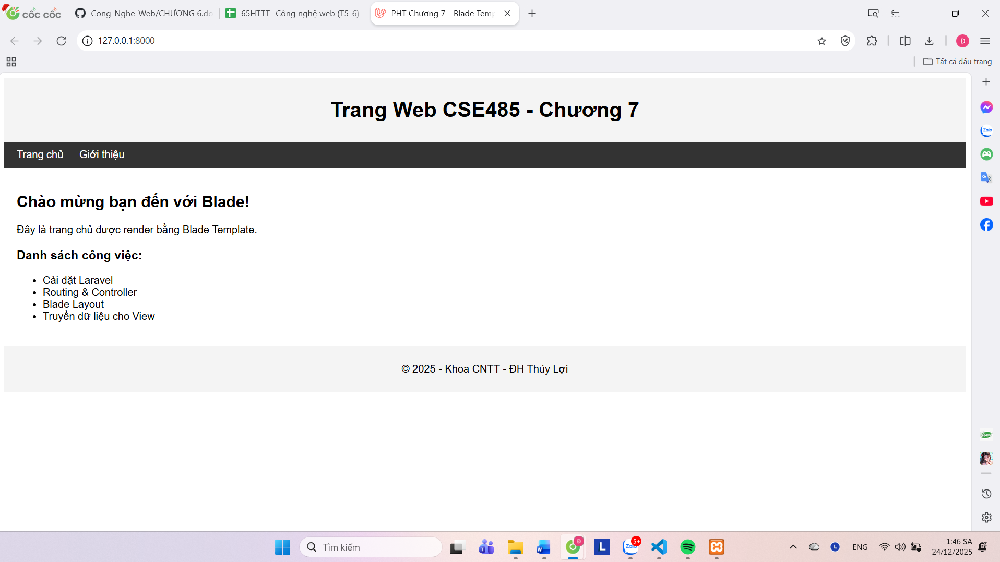 cốc cốc
Cong-Nghe-Web/CHƯƠNG 6.do
65HTTT- Công nghệ web (T5-6)
PHT Chương 7 - Blade Temp
127.0.0.1:8000
Đ
Tất cả dấu trang
Trang Web CSE485 - Chương 7
Trang chủ
Giới thiệu
Chào mừng bạn đến với Blade!
Đây là trang chủ được render bằng Blade Template.
Danh sách công việc:
Cài đặt Laravel
Routing & Controller
Blade Layout
Truyền dữ liệu cho View
© 2025 - Khoa CNTT - ĐH Thủy Lợi
Zalo
Tìm kiếm
Đ
L
5+
L
ENG
1:46 SA
24/12/2025